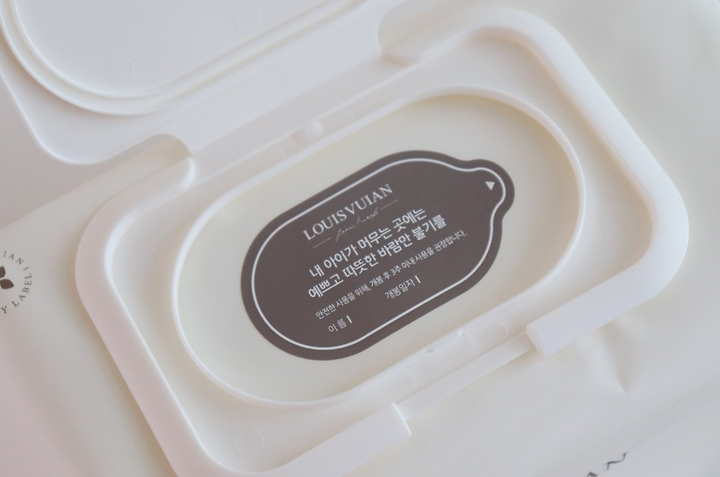 LOUIS VUIAN
내 아이가 머무는 곳에는
예쁘고 따뜻한 바람만 불기를
안전한 사용을 위해, 개봉 후 3주 이내 사용을 권장합니다.
이 름 |
개봉일자 |